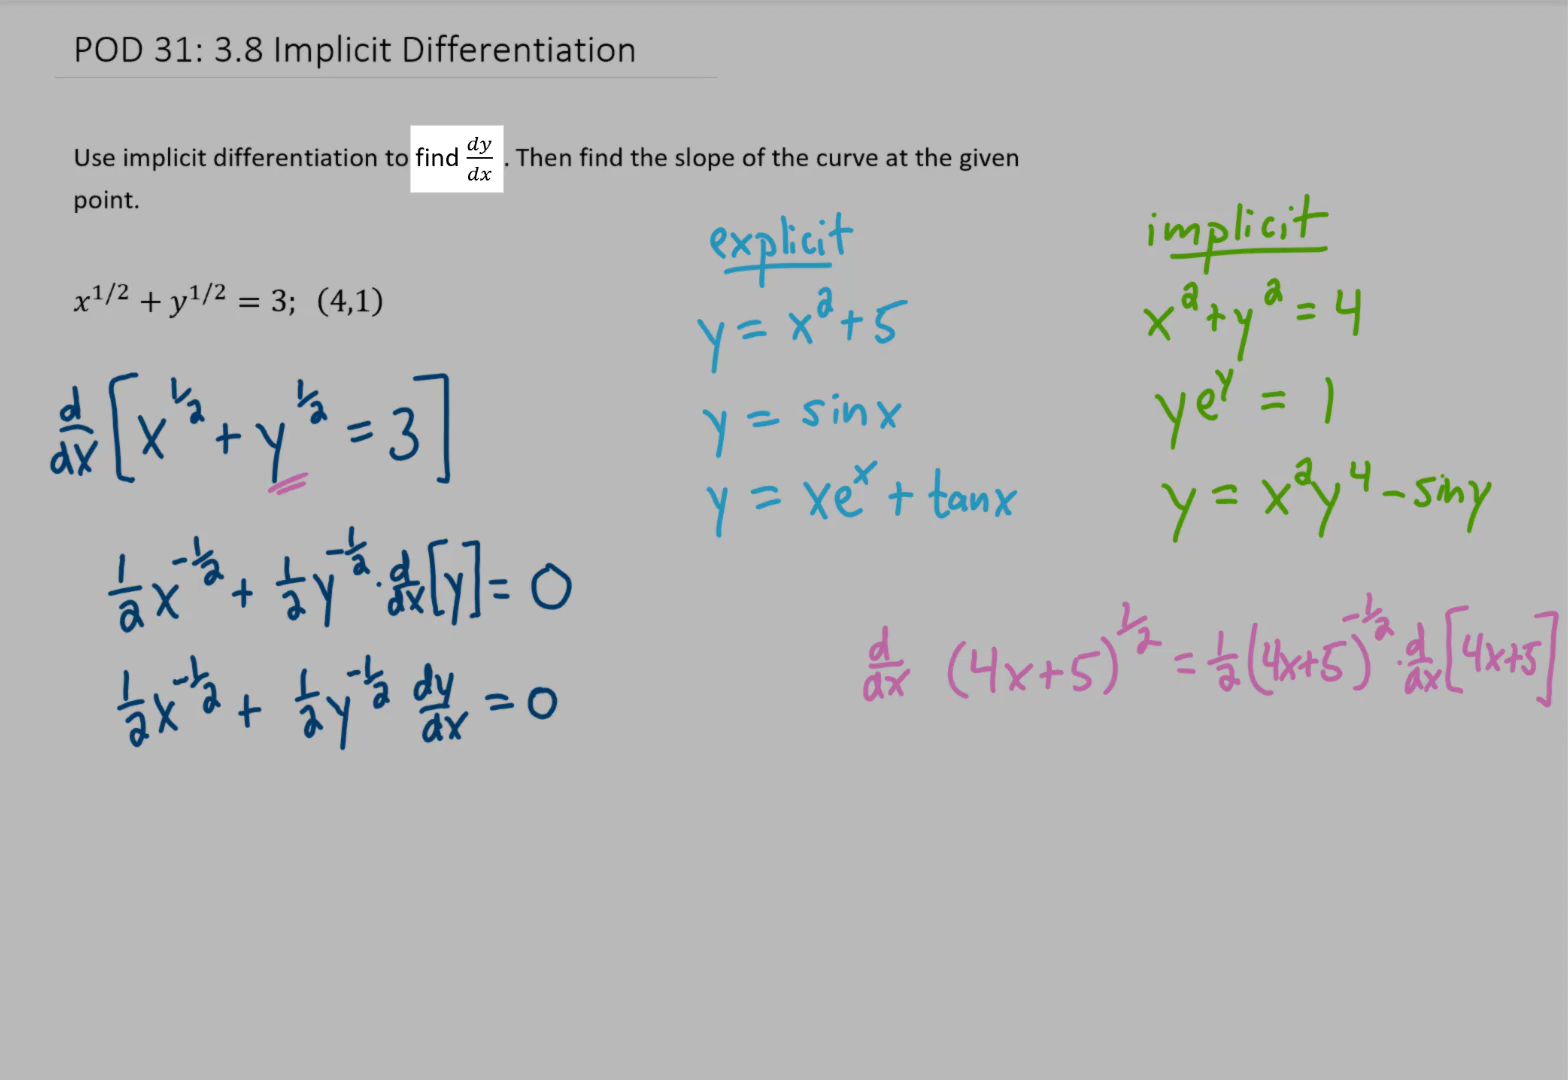 POD 31: 3.8 Implicit Differentiation
Use implicit differentiation to find dy/dx. Then find the slope of the curve at the given
point.
x^{1/2} + y^{1/2} = 3; (4,1)
d/dx [x^{1/2} + y^{1/2} = 3]
1/2 x^{-1/2} + 1/2 y^{-1/2} · d/dx [y] = 0
1/2 x^{-1/2} + 1/2 y^{-1/2} dy/dx = 0
explicit
y = x^2 + 5
y = sin x
y = xe^x + tan x
implicit
x^2 + y^2 = 4
ye^y = 1
y = x^2y^4 - sin y
d/dx (4x+5)^{1/2} = 1/2 (4x+5)^{-1/2} · d/dx [4x+5]